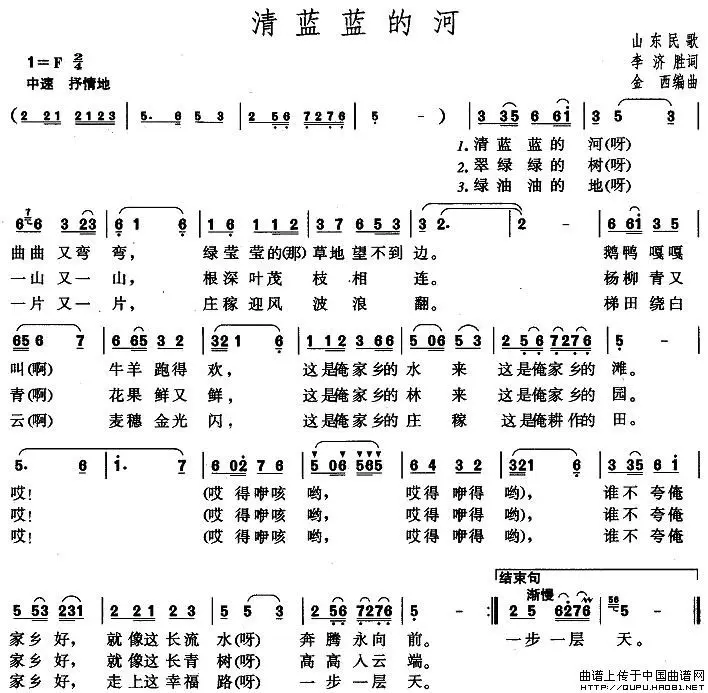 清蓝蓝的河
山东民歌
1=F 2/4
李济胜词
中速 抒情地
金西编曲
(2 21 2123 | 5· 6 5 3 | 2 56 7276 | 5 - ) | 3 35 6 6i | 3 5 3 |
1.清蓝蓝的河(呀)
2.翠绿绿的树(呀)
3.绿油油的地(呀)
6 6 3 23 | 6 1 6 | 1 6 1 12 | 3 7 6 53 | 3 2· | 2 - | 6 6i 3 5 |
曲曲又弯弯, 绿莹莹的(那)草地望不到边。 鹅鸭嘎嘎
一山又一山, 根深叶茂枝相连。 杨柳青又
一片又一片, 庄稼迎风波浪翻。 梯田绕白
65 6 7 | 6 65 3 2 | 321 6 | 112 3 6 | 5 06 5 3 | 2 56 7276 | 5 - |
叫(啊) 牛羊跑得欢, 这是俺家乡的水来这是俺家乡的滩。
青(啊) 花果鲜又鲜, 这是俺家乡的林来这是俺家乡的园。
云(啊) 麦穗金光闪, 这是俺家乡的庄稼这是俺耕作的田。
5· 6 | i· 7 | 6 02 7 6 | 5 06 565 | 6 4 3 2 | 321 6 | 3 35 6 i |
哎! (哎得咿咳哟, 哎得咿得哟), 谁不夸俺
哎! (哎得咿咳哟, 哎得咿得哟), 谁不夸俺
哎! (哎得咿咳哟, 哎得咿得哟), 谁不夸俺
结束句
渐慢
5 53 231 | 2 21 2 23 | 5 5 3 | 2 56 7276 | 5 - :‖ 2 5 6276 | 565 - ‖
家乡好, 就像这长流水(呀) 奔腾永向前。 一步一层天。
家乡好, 就像这长青树(呀) 高高入云端。
家乡好, 走上这幸福路(呀) 一步一层天。
曲谱上传于中国曲谱网
HTTP://QUPU.HAOBI.NET